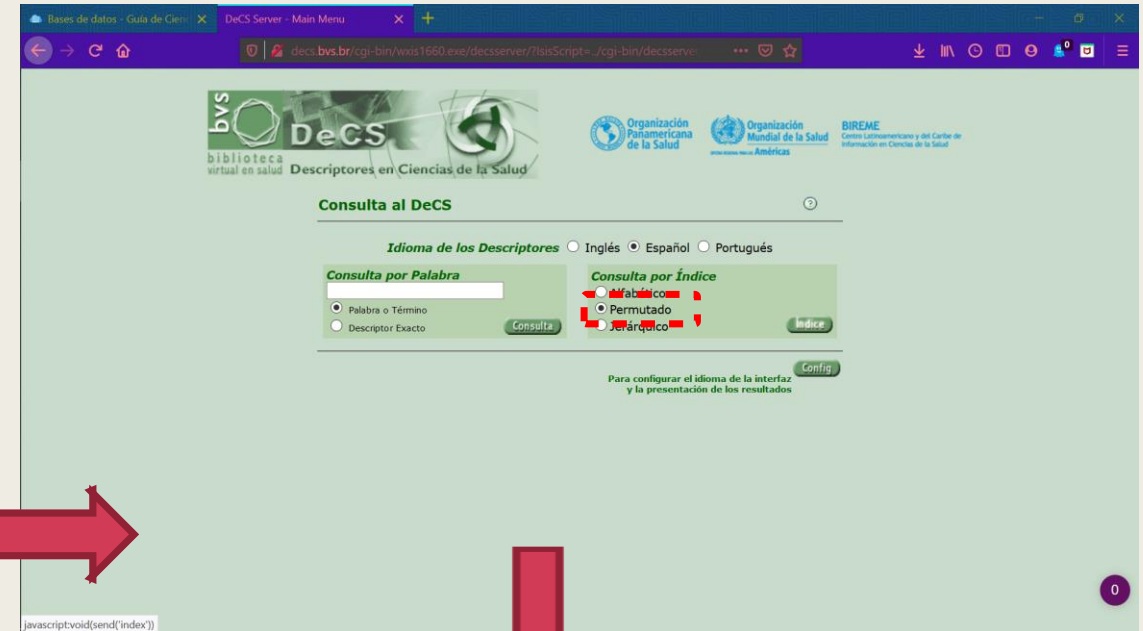 Bases de datos - Guía de Cienc
DeCS Server - Main Menu
decs.bvs.br/cgi-bin/wxis1660.exe/decsserver/?IsisScript=../cgi-bin/decsserver
0
bvs
biblioteca
virtual en salud
DeCS
Descriptores en Ciencias de la Salud
Organización
Panamericana
de la Salud
Organización
Mundial de la Salud
Américas
BIREME
Centro Latinoamericano y del Caribe de
Información en Ciencias de la Salud
Consulta al DeCS
Idioma de los Descriptores Inglés Español Portugués
Consulta por Palabra
Palabra o Término
Descriptor Exacto
Consulta
Consulta por Índice
Alfabético
Permutado
Jerárquico
Indice
Config
Para configurar el idioma de la interfaz
y la presentación de los resultados
0
javascript:void(send('index'))